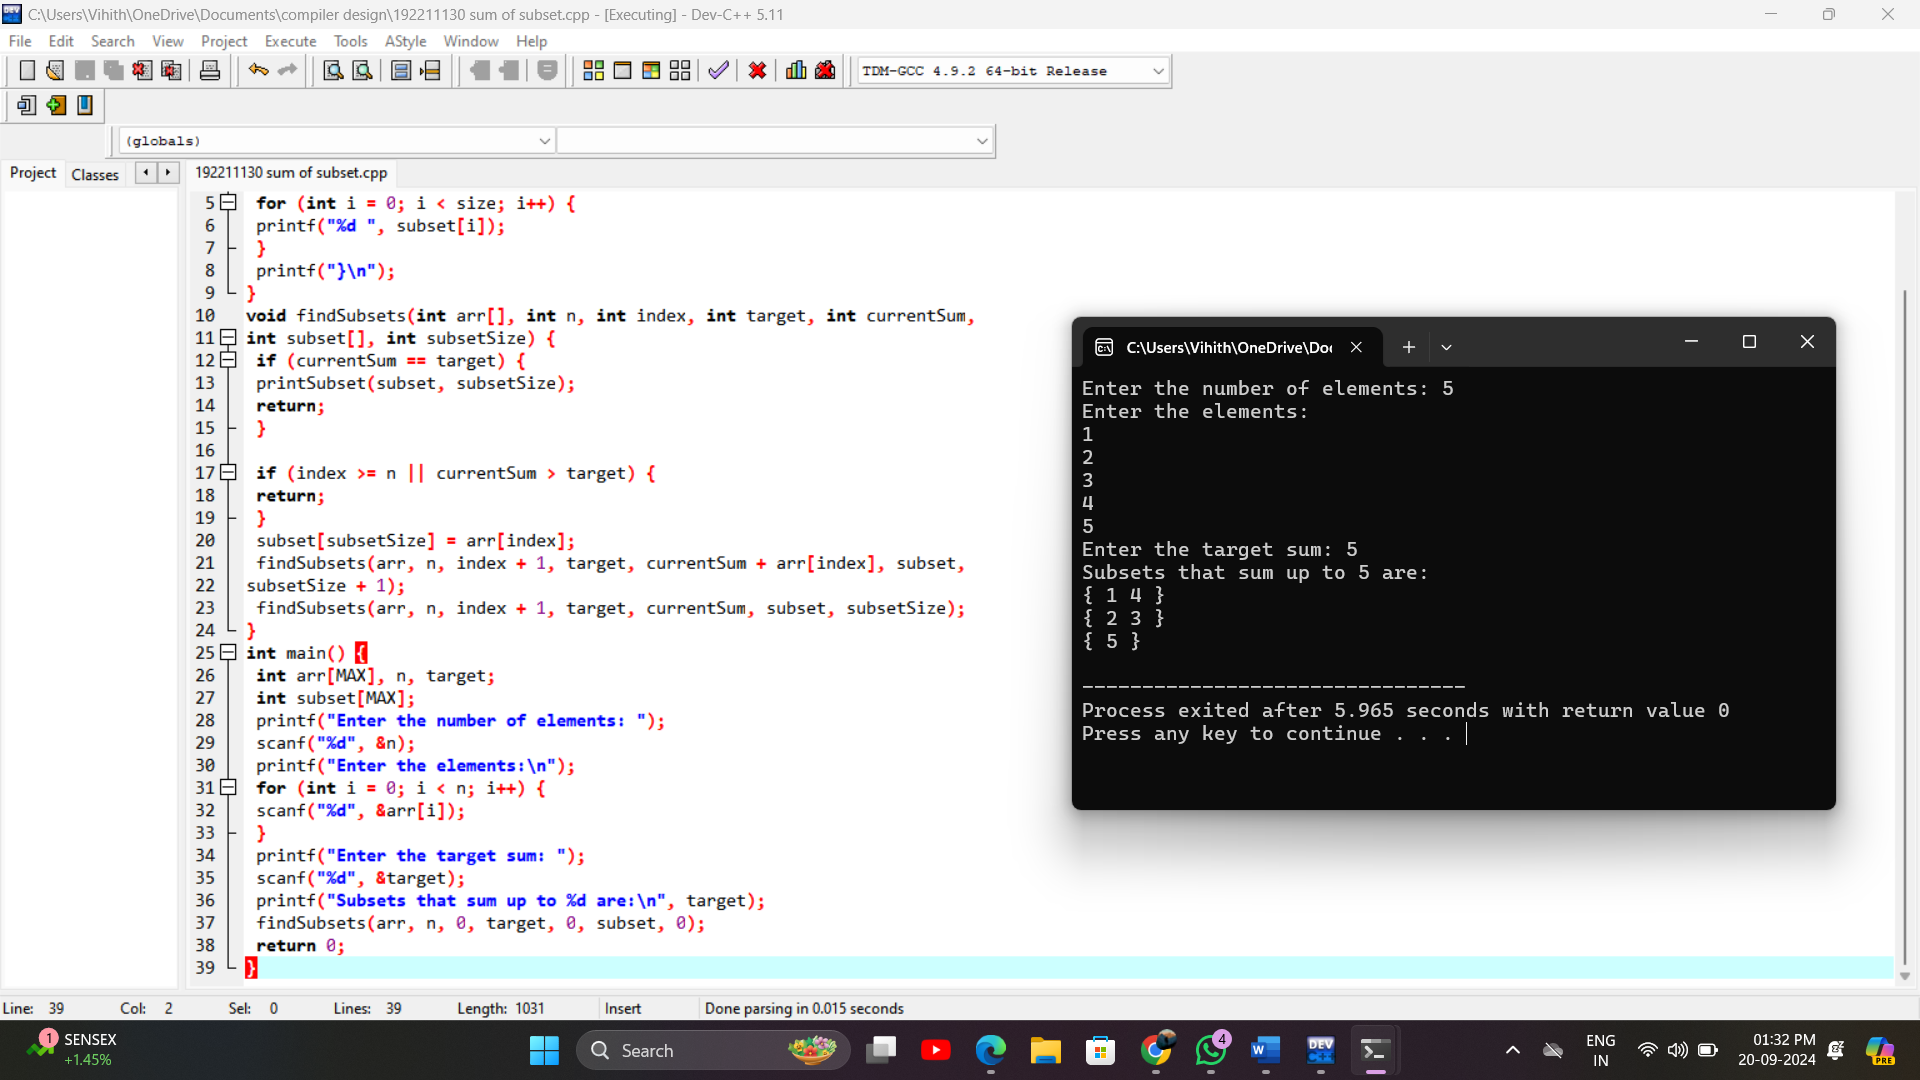 C:\Users\Vihith\OneDrive\Documents\compiler design\192211130 sum of subset.cpp - [Executing] - Dev-C++ 5.11
File Edit Search View Project Execute Tools AStyle Window Help
TDM-GCC 4.9.2 64-bit Release
(globals)
Project Classes
192211130 sum of subset.cpp
5 for (int i = 0; i < size; i++) {
6 printf("%d ", subset[i]);
7 }
8 printf("}\n");
9 }
10 void findSubsets(int arr[], int n, int index, int target, int currentSum,
11 int subset[], int subsetSize) {
12 if (currentSum == target) {
13 printSubset(subset, subsetSize);
14 return;
15 }
16
17 if (index >= n || currentSum > target) {
18 return;
19 }
20 subset[subsetSize] = arr[index];
21 findSubsets(arr, n, index + 1, target, currentSum + arr[index], subset,
22 subsetSize + 1);
23 findSubsets(arr, n, index + 1, target, currentSum, subset, subsetSize);
24 }
25 int main() {
26 int arr[MAX], n, target;
27 int subset[MAX];
28 printf("Enter the number of elements: ");
29 scanf("%d", &n);
30 printf("Enter the elements:\n");
31 for (int i = 0; i < n; i++) {
32 scanf("%d", &arr[i]);
33 }
34 printf("Enter the target sum: ");
35 scanf("%d", &target);
36 printf("Subsets that sum up to %d are:\n", target);
37 findSubsets(arr, n, 0, target, 0, subset, 0);
38 return 0;
39 }
C:\Users\Vihith\OneDrive\Do
Enter the number of elements: 5
Enter the elements:
1
2
3
4
5
Enter the target sum: 5
Subsets that sum up to 5 are:
{ 1 4 }
{ 2 3 }
{ 5 }
--------------------------------
Process exited after 5.965 seconds with return value 0
Press any key to continue . . .
Line: 39 Col: 2 Sel: 0 Lines: 39 Length: 1031 Insert Done parsing in 0.015 seconds
1
SENSEX
+1.45%
Search
4
W
DEV
PRE
ENG
IN
01:32 PM
20-09-2024